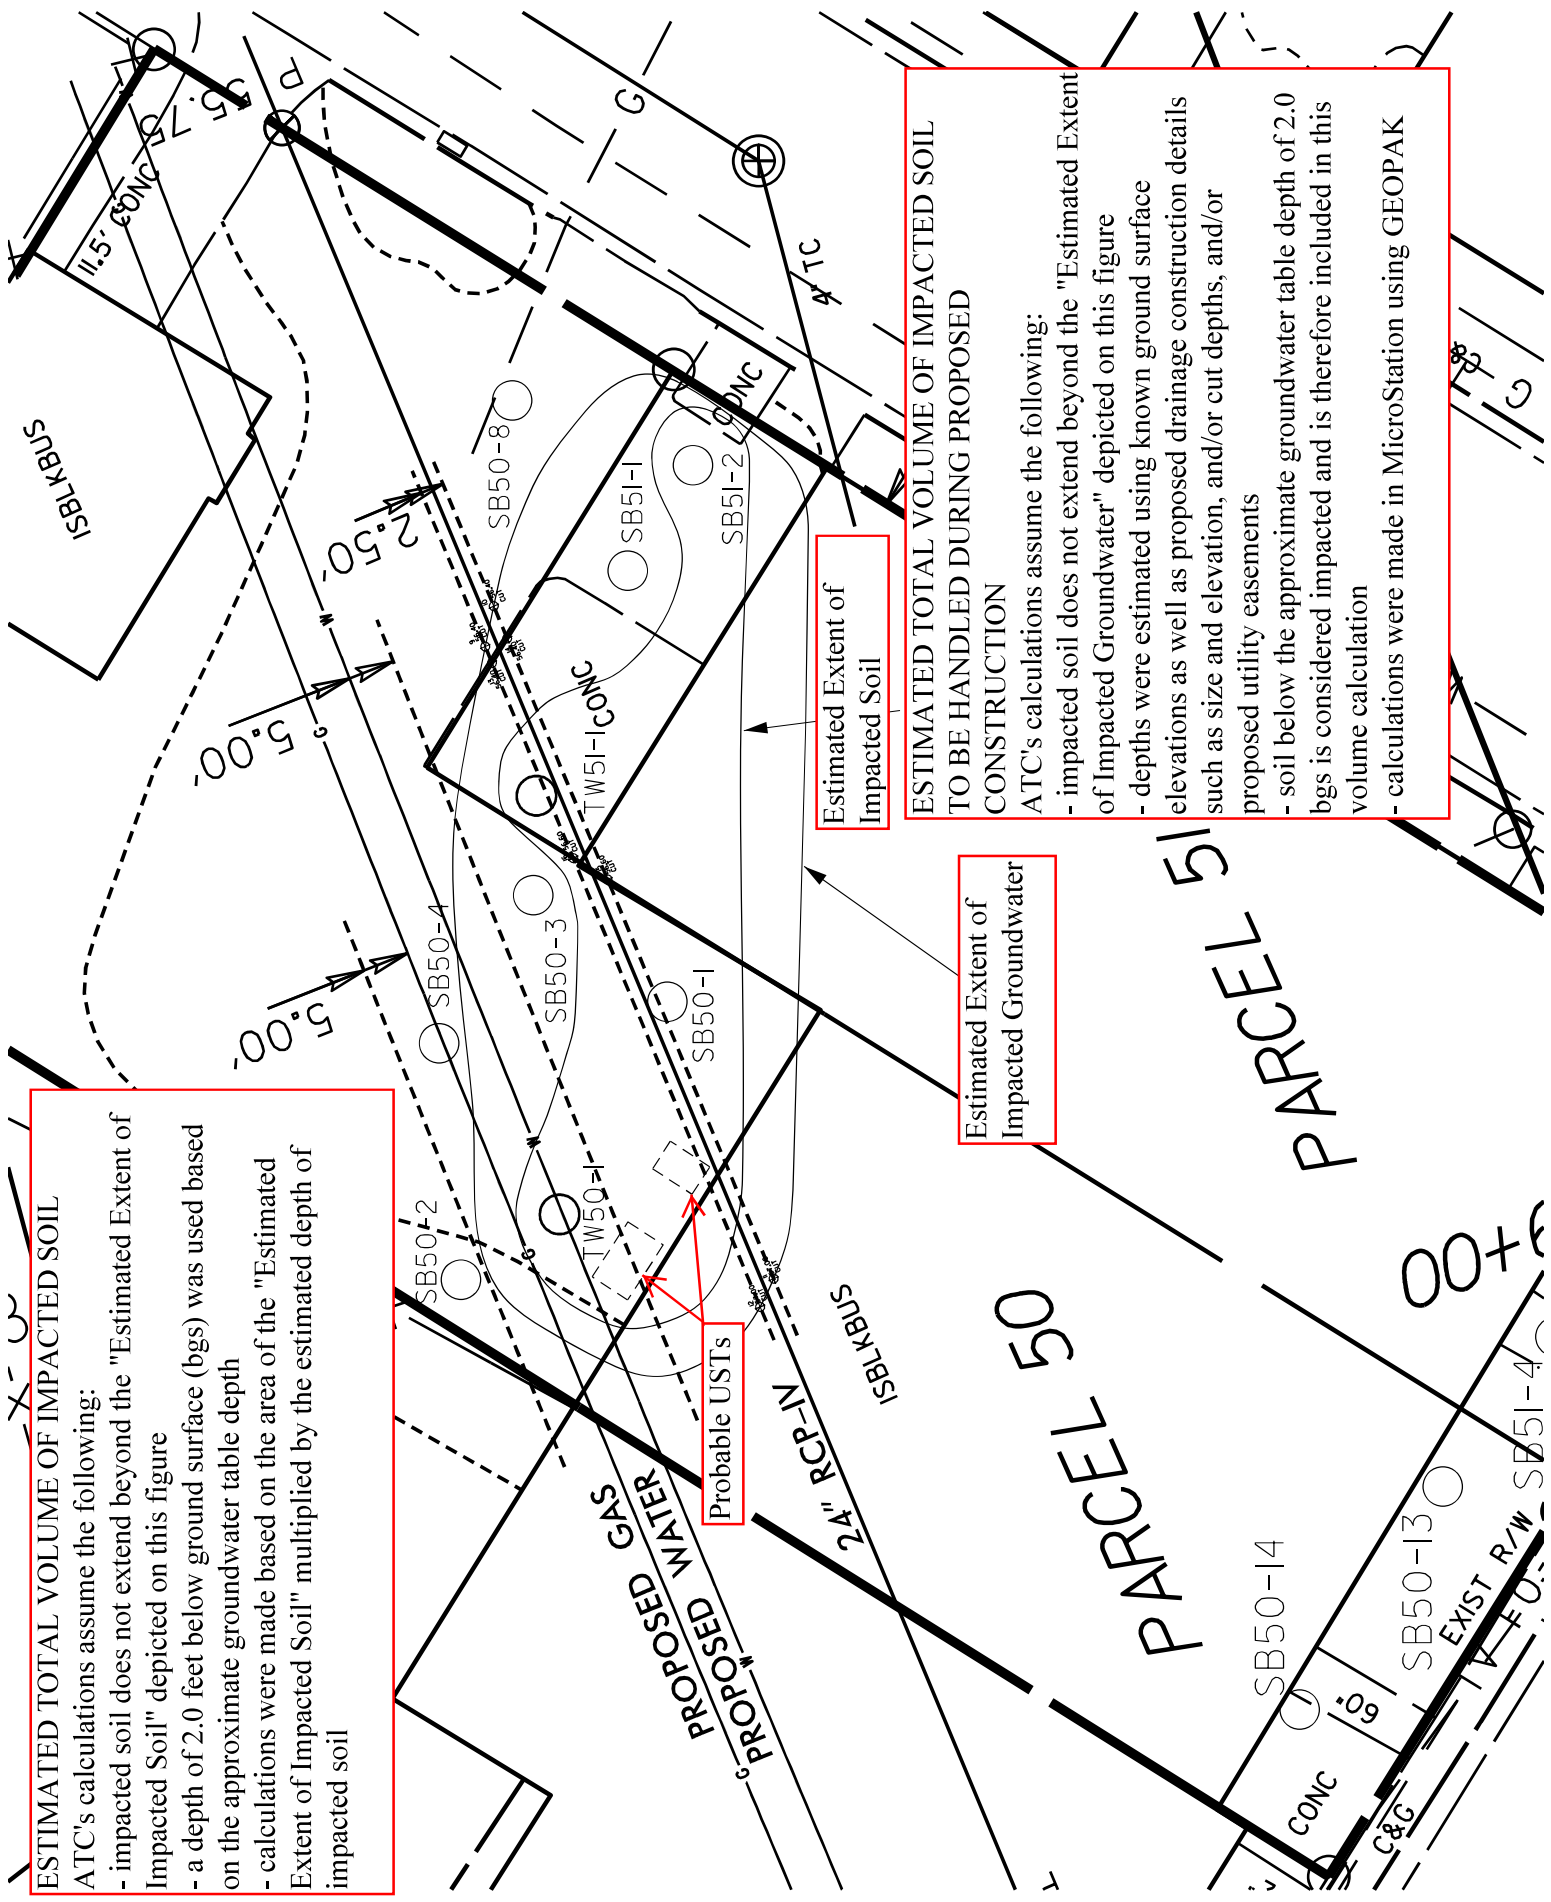 ESTIMATED TOTAL VOLUME OF IMPACTED SOIL
ATC's calculations assume the following:
- impacted soil does not extend beyond the "Estimated Extent of
Impacted Soil" depicted on this figure
- a depth of 2.0 feet below ground surface (bgs) was used based
on the approximate groundwater table depth
- calculations were made based on the area of the "Estimated
Extent of Impacted Soil" multiplied by the estimated depth of
impacted soil
ESTIMATED TOTAL VOLUME OF IMPACTED SOIL
TO BE HANDLED DURING PROPOSED
CONSTRUCTION
ATC's calculations assume the following:
- impacted soil does not extend beyond the "Estimated Extent
of Impacted Groundwater" depicted on this figure
- depths were estimated using known ground surface
elevations as well as proposed drainage construction details
such as size and elevation, and/or cut depths, and/or
proposed utility easements
- soil below the approximate groundwater table depth of 2.0
bgs is considered impacted and is therefore included in this
volume calculation
- calculations were made in MicroStation using GEOPAK
Estimated Extent of
Impacted Soil
Estimated Extent of
Impacted Groundwater
Probable USTs
ISBLKBUS
11.5' CONC
P
G
4" TC
CONC
SB50-8
SB51-1
SB51-2
2.50'
5.00'
5.00'
W
G
CONC
TW51-1
SB50-4
SB50-3
SB50-1
SB50-2
TW50-1
W
G
PROPOSED GAS
PROPOSED WATER
24" RCP-IV
ISBLKBUS
W
G
PARCEL 50
PARCEL 51
9+00
SB50-14
SB50-13
SB51-4
EXIST R/W
60'
CONC
C&G